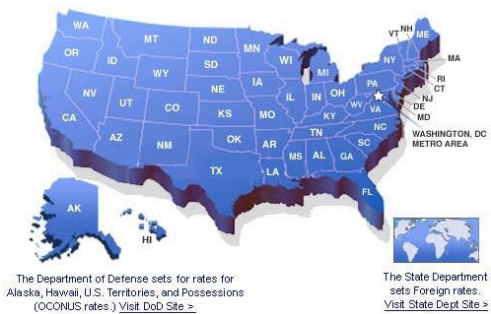 WA
MT
ND
MN
VT
NH
ME
OR
ID
SD
WI
MI
NY
MA
WY
RI
CT
NV
NE
IA
PA
NJ
UT
CO
IL
IN
OH
DE
MD
CA
KS
MO
WV
VA
KY
WASHINGTON, DC
METRO AREA
AZ
NM
OK
AR
TN
NC
SC
TX
LA
MS
AL
GA
FL
AK
HI
The Department of Defense sets for rates for
Alaska, Hawaii, U.S. Territories, and Possessions
(OCONUS rates.) Visit DoD Site >
The State Department
sets Foreign rates.
Visit State Dept Site >